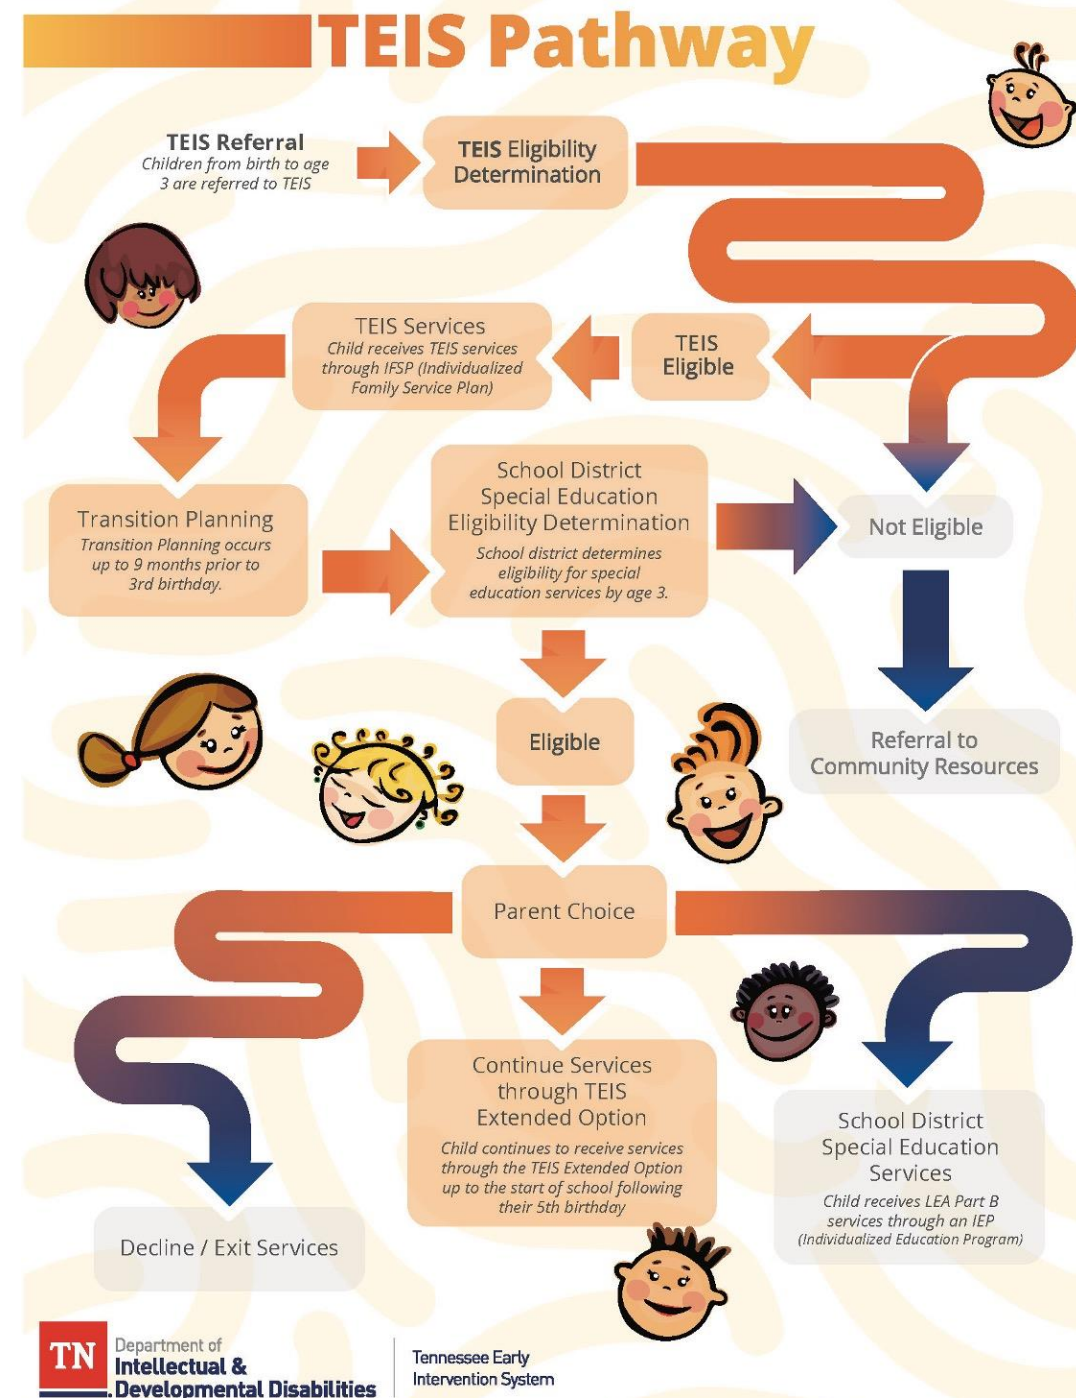 TEIS Pathway
TEIS Referral
Children from birth to age
3 are referred to TEIS
TEIS Eligibility
Determination
TEIS Services
Child receives TEIS services
through IFSP (Individualized
Family Service Plan)
TEIS
Eligible
Transition Planning
Transition Planning occurs
up to 9 months prior to
3rd birthday.
School District
Special Education
Eligibility Determination
School district determines
eligibility for special
education services by age 3.
Not Eligible
Eligible
Referral to
Community Resources
Parent Choice
Continue Services
through TEIS
Extended Option
Child continues to receive services
through the TEIS Extended Option
up to the start of school following
their 5th birthday
School District
Special Education
Services
Child receives LEA Part B
services through an IEP
(Individualized Education Program)
Decline / Exit Services
TN
Department of
Intellectual &
Developmental Disabilities
Tennessee Early
Intervention System